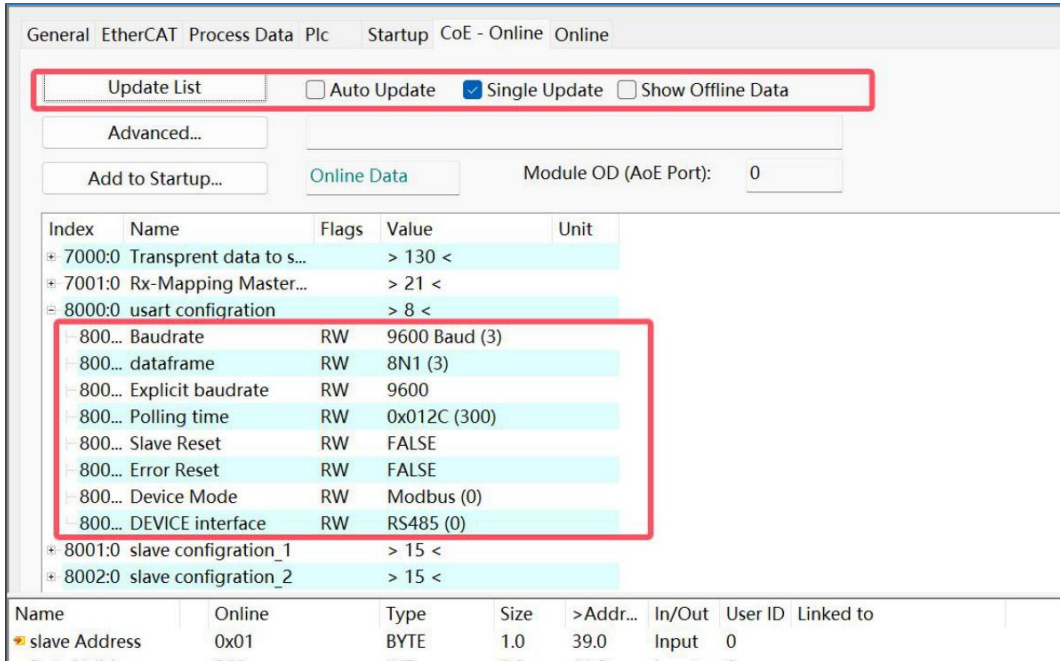 General EtherCAT Process Data Plc Startup CoE - Online Online
Update List Auto Update Single Update Show Offline Data
Advanced...
Add to Startup... Online Data Module OD (AoE Port): 0
Index Name Flags Value Unit
7000:0 Transprent data to s... > 130 <
7001:0 Rx-Mapping Master... > 21 <
8000:0 usart configration > 8 <
800... Baudrate RW 9600 Baud (3)
800... dataframe RW 8N1 (3)
800... Explicit baudrate RW 9600
800... Polling time RW 0x012C (300)
800... Slave Reset RW FALSE
800... Error Reset RW FALSE
800... Device Mode RW Modbus (0)
800... DEVICE interface RW RS485 (0)
8001:0 slave configration_1 > 15 <
8002:0 slave configration_2 > 15 <
Name Online Type Size >Addr... In/Out User ID Linked to
slave Address 0x01 BYTE 1.0 39.0 Input 0